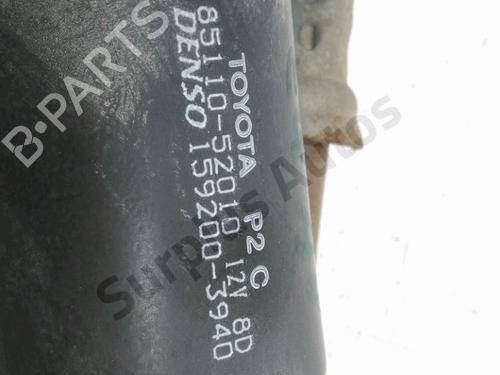 TOYOTA P2 C
85110-52010 12V 8D
DENSO 159200-3940
B-Parts
Surplus Autos